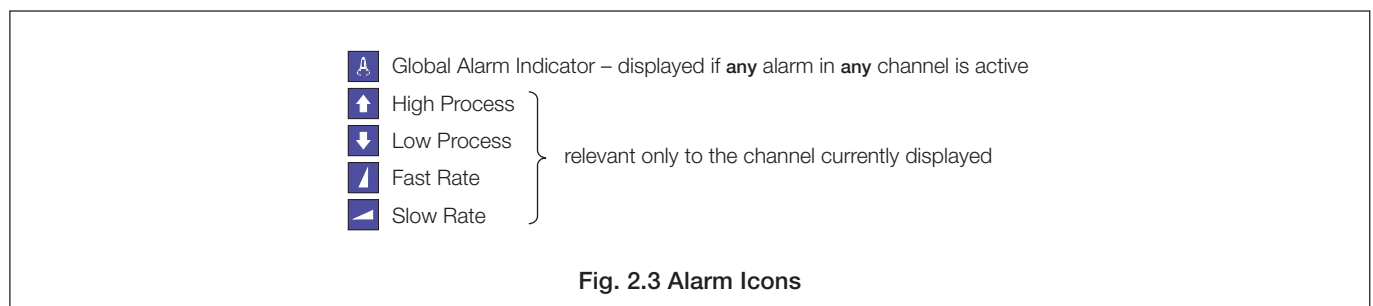 Global Alarm Indicator – displayed if any alarm in any channel is active
High Process
Low Process
Fast Rate
Slow Rate
relevant only to the channel currently displayed
Fig. 2.3 Alarm Icons